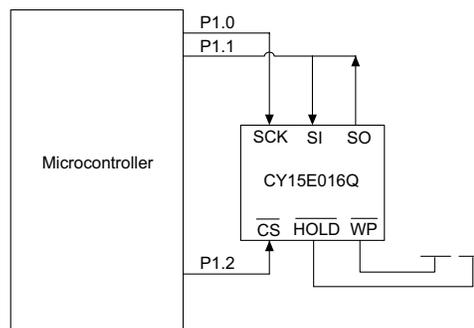 P1.0
P1.1
SCK SI SO
Microcontroller
CY15E016Q
CS HOLD WP
P1.2